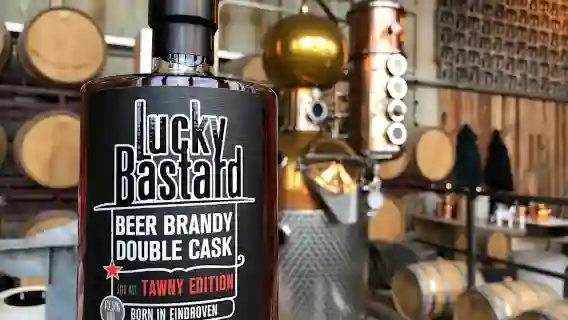 lucky
Bastard
BEER BRANDY
DOUBLE CASK
TAWNY EDITION
BORN IN EINDHOVEN